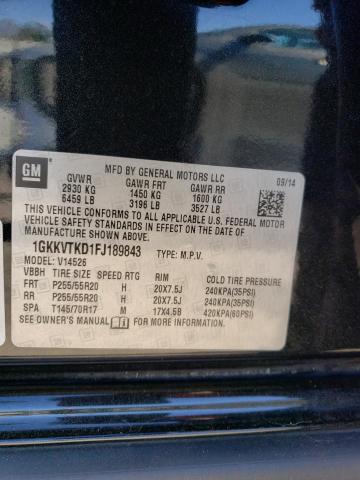 GM
MFD BY GENERAL MOTORS LLC
09/14
GVWR GAWR FRT GAWR RR
2930 KG 1450 KG 1600 KG
6459 LB 3196 LB 3527 LB
THIS VEHICLE CONFORMS TO ALL APPLICABLE U.S. FEDERAL MOTOR
VEHICLE SAFETY STANDARDS IN EFFECT ON THE DATE OF
MANUFACTURE SHOWN ABOVE.
1GKKVTKD1FJ189843 TYPE: M.P.V.
MODEL: V14526
VBBH TIRE SIZE SPEED RTG RIM COLD TIRE PRESSURE
FRT P255/55R20 H 20X7.5J 240KPA(35PSI)
RR P255/55R20 H 20X7.5J 240KPA(35PSI)
SPA T145/70R17 M 17X4.5B 420KPA(60PSI)
SEE OWNER'S MANUAL FOR MORE INFORMATION.